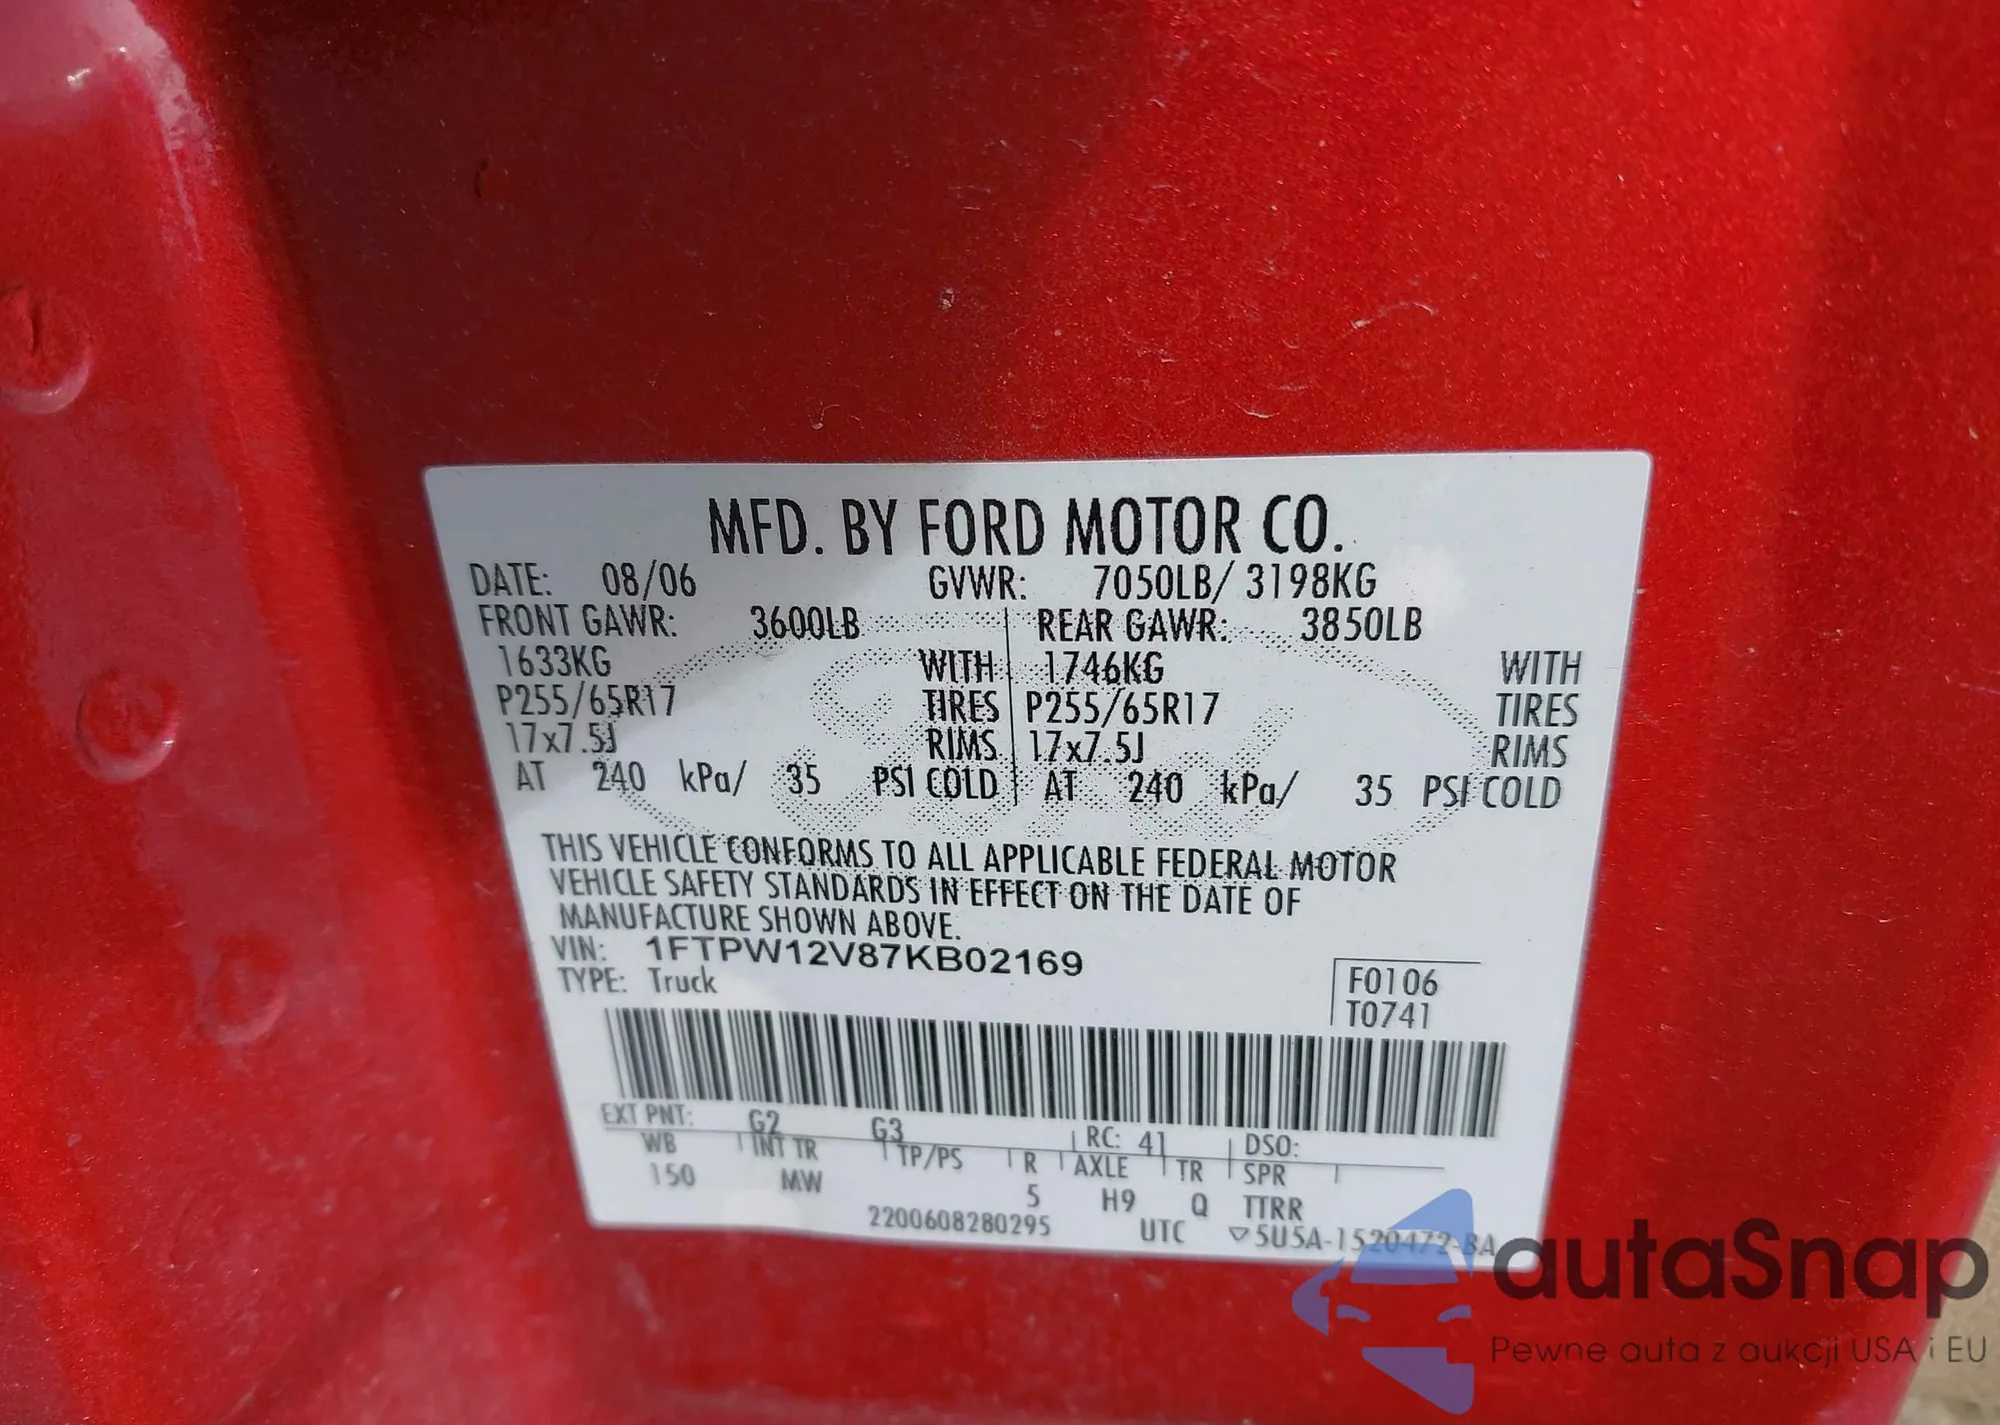 MFD. BY FORD MOTOR CO.
DATE: 08/06 GVWR: 7050LB/ 3198KG
FRONT GAWR: 3600LB REAR GAWR: 3850LB
1633KG WITH 1746KG WITH
P255/65R17 TIRES P255/65R17 TIRES
17x7.5J RIMS 17x7.5J RIMS
AT 240 kPa/ 35 PSI COLD AT 240 kPa/ 35 PSI COLD
THIS VEHICLE CONFORMS TO ALL APPLICABLE FEDERAL MOTOR
VEHICLE SAFETY STANDARDS IN EFFECT ON THE DATE OF
MANUFACTURE SHOWN ABOVE.
VIN: 1FTPW12V87KB02169
TYPE: Truck
F0106
T0741
EXT PNT: G2 G3 RC: 41 DSO:
WB INT TR TP/PS R AXLE TR SPR
150 MW 5 H9 Q TTRR
2200608280295 UTC ▽5U5A-1520472-BA
autaSnap
Pewne auta z aukcji USA i EU